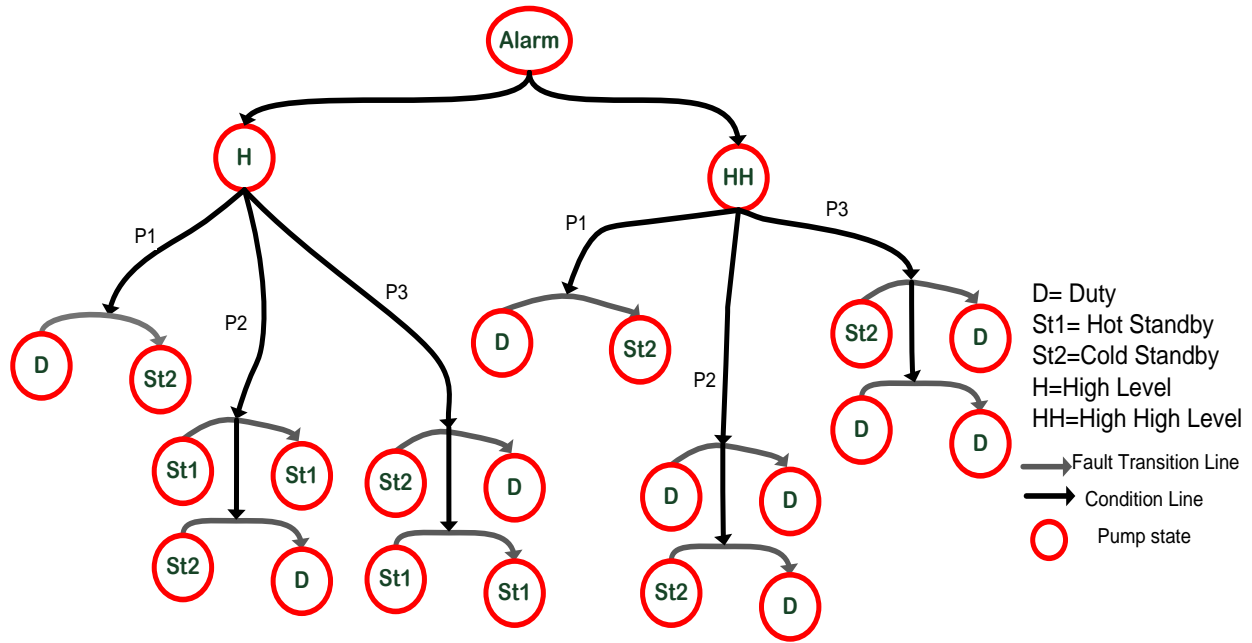 Alarm
H
HH
P1
P2
P3
P1
P2
P3
D
St2
St1
St1
St2
D
St2
D
St1
St1
D
St2
D
D
St2
D
St2
D
D
D
D= Duty
St1= Hot Standby
St2=Cold Standby
H=High Level
HH=High High Level
Fault Transition Line
Condition Line
Pump state